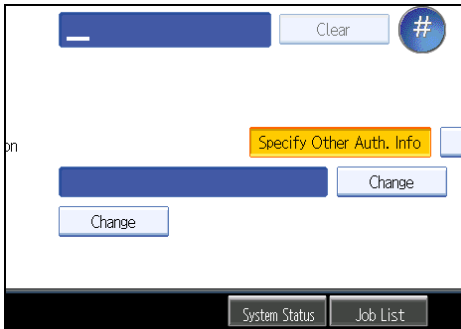 Clear #
on Specify Other Auth. Info
Change
Change
System Status Job List